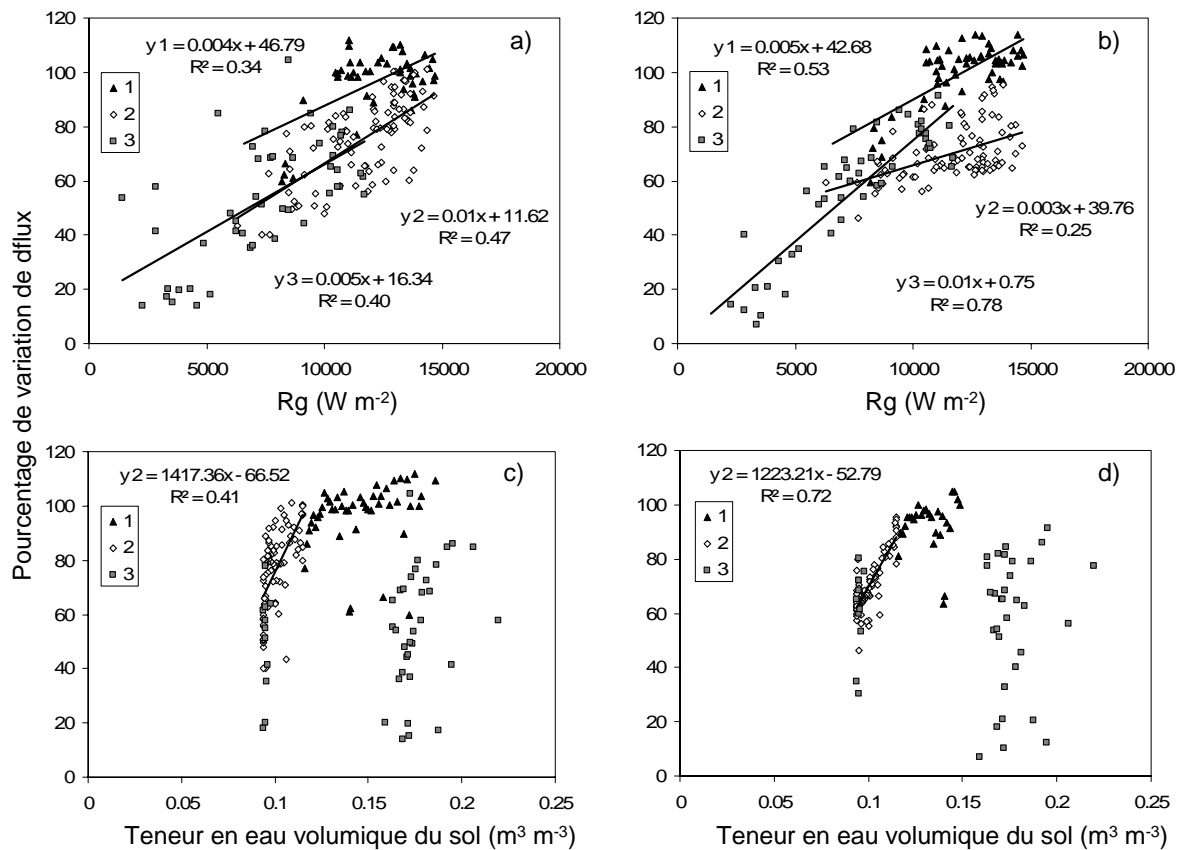 Pourcentage de variation de dflux
a)
y1 = 0.004x + 46.79
R² = 0.34
1
2
3
y2 = 0.01x + 11.62
R² = 0.47
y3 = 0.005x + 16.34
R² = 0.40
120
100
80
60
40
20
0
0 5000 10000 15000 20000
Rg (W m⁻²)
b)
y1 = 0.005x + 42.68
R² = 0.53
1
2
3
y2 = 0.003x + 39.76
R² = 0.25
y3 = 0.01x + 0.75
R² = 0.78
120
100
80
60
40
20
0
0 5000 10000 15000 20000
Rg (W m⁻²)
c)
y2 = 1417.36x - 66.52
R² = 0.41
1
2
3
120
100
80
60
40
20
0
0 0.05 0.1 0.15 0.2 0.25
Teneur en eau volumique du sol (m³ m⁻³)
d)
y2 = 1223.21x - 52.79
R² = 0.72
1
2
3
120
100
80
60
40
20
0
0 0.05 0.1 0.15 0.2 0.25
Teneur en eau volumique du sol (m³ m⁻³)